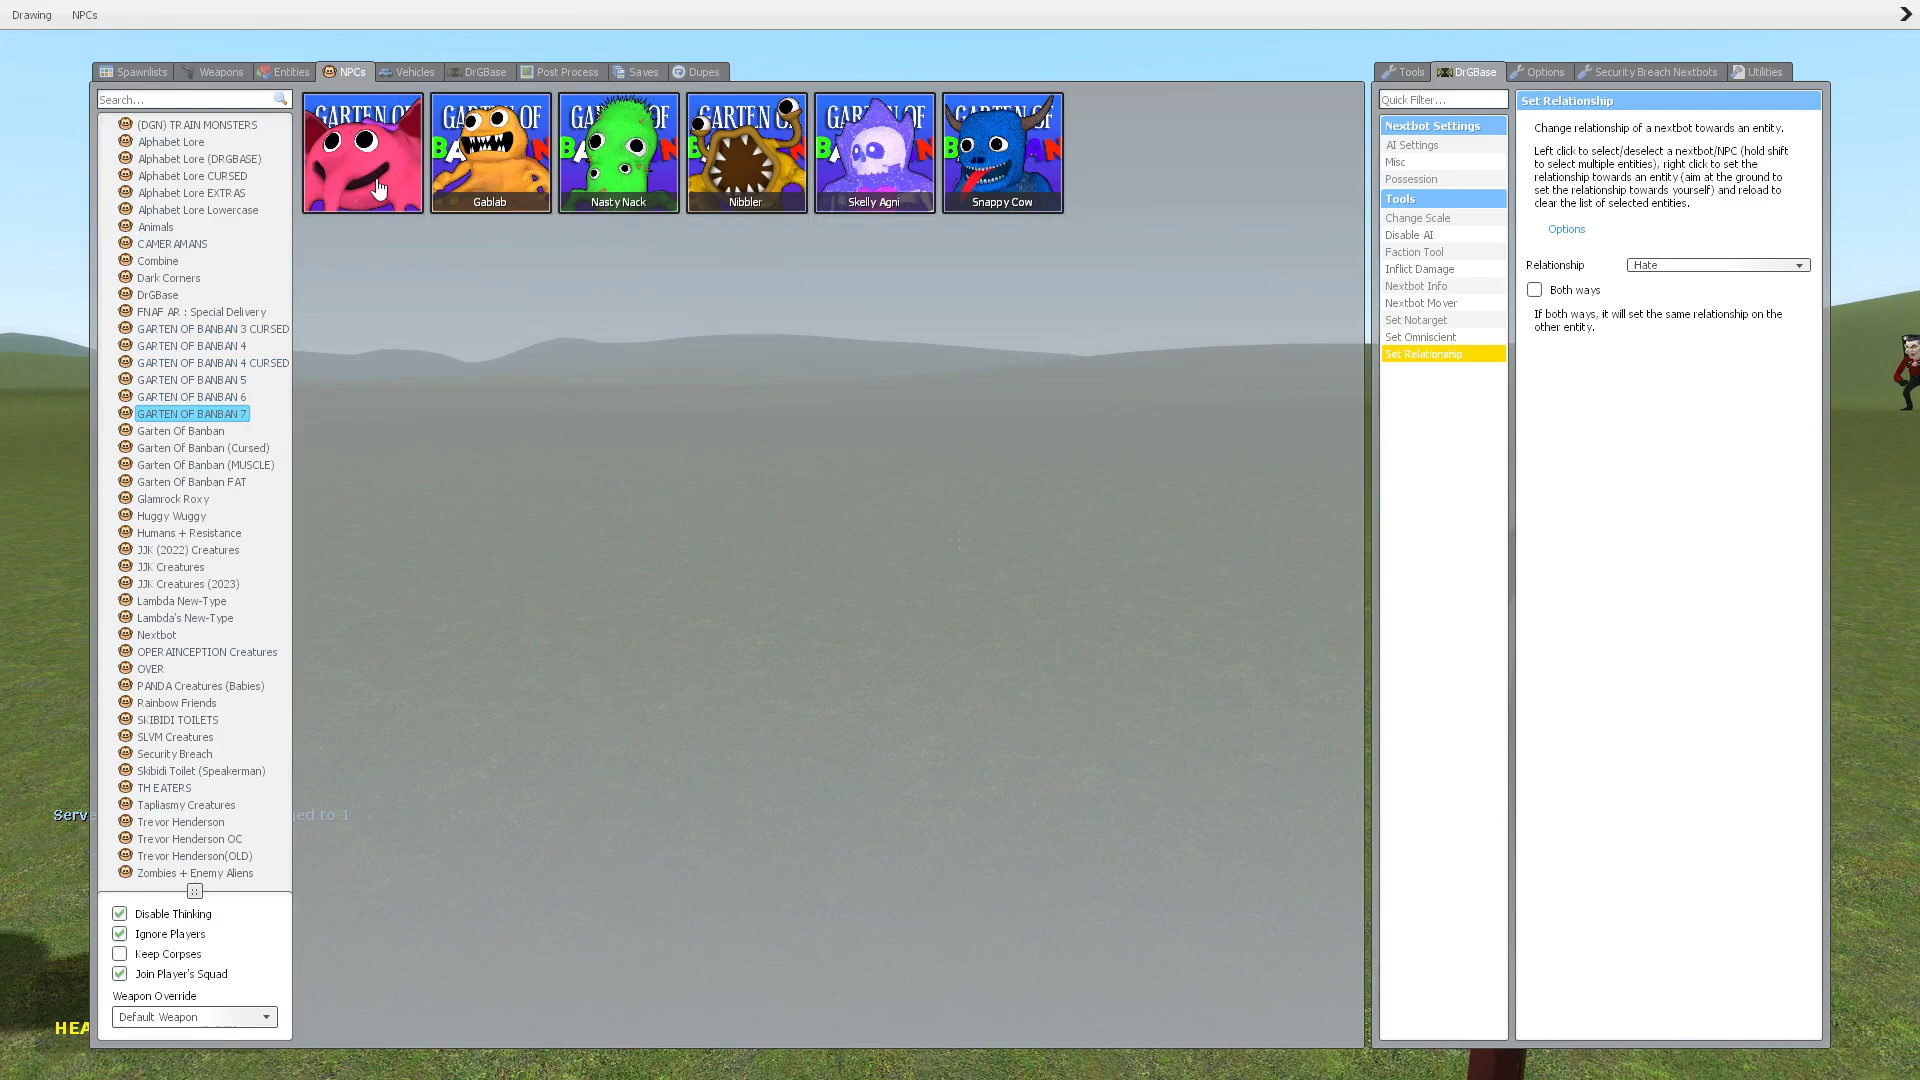 Drawing NPCs
Spawnlists Weapons Entities NPCs Vehicles DrGBase Post Process Saves Dupes
Tools DrGBase Options Security Breach Nextbots Utilities
Search...
(DGN) TRAIN MONSTERS
Alphabet Lore
Alphabet Lore (DRGBASE)
Alphabet Lore CURSED
Alphabet Lore EXTRAS
Alphabet Lore Lowercase
Animals
CAMERAMANS
Combine
Dark Corners
DrGBase
FNAF AR : Special Delivery
GARTEN OF BANBAN 3 CURSED
GARTEN OF BANBAN 4
GARTEN OF BANBAN 4 CURSED
GARTEN OF BANBAN 5
GARTEN OF BANBAN 6
GARTEN OF BANBAN 7
Garten Of Banban
Garten Of Banban (Cursed)
Garten Of Banban (MUSCLE)
Garten Of Banban FAT
Glamrock Roxy
Huggy Wuggy
Humans + Resistance
JJK (2022) Creatures
JJK Creatures
JJK Creatures (2023)
Lambda New-Type
Lambda's New-Type
Nextbot
OPERAINCEPTION Creatures
OVER
PANDA Creatures (Babies)
Rainbow Friends
SKIBIDI TOILETS
SLVM Creatures
Security Breach
Skibidi Toilet (Speakerman)
TH EATERS
Tapliasmy Creatures
Trevor Henderson
Trevor Henderson OC
Trevor Henderson(OLD)
Zombies + Enemy Aliens
Disable Thinking
Ignore Players
Keep Corpses
Join Player's Squad
Weapon Override
Default Weapon
GARTEN OF
Gablab
Nasty Nack
Nibbler
Skelly Agni
Snappy Cow
Serve
ged to 1
HEA
Quick Filter...
Nextbot Settings
AI Settings
Misc
Possession
Tools
Change Scale
Disable AI
Faction Tool
Inflict Damage
Nextbot Info
Nextbot Mover
Set Notarget
Set Omniscient
Set Relationship
Set Relationship
Change relationship of a nextbot towards an entity.
Left click to select/deselect a nextbot/NPC (hold shift
to select multiple entities), right click to set the
relationship towards an entity (aim at the ground to
set the relationship towards yourself) and reload to
clear the list of selected entities.
Options
Relationship Hate
Both ways
If both ways, it will set the same relationship on the
other entity.